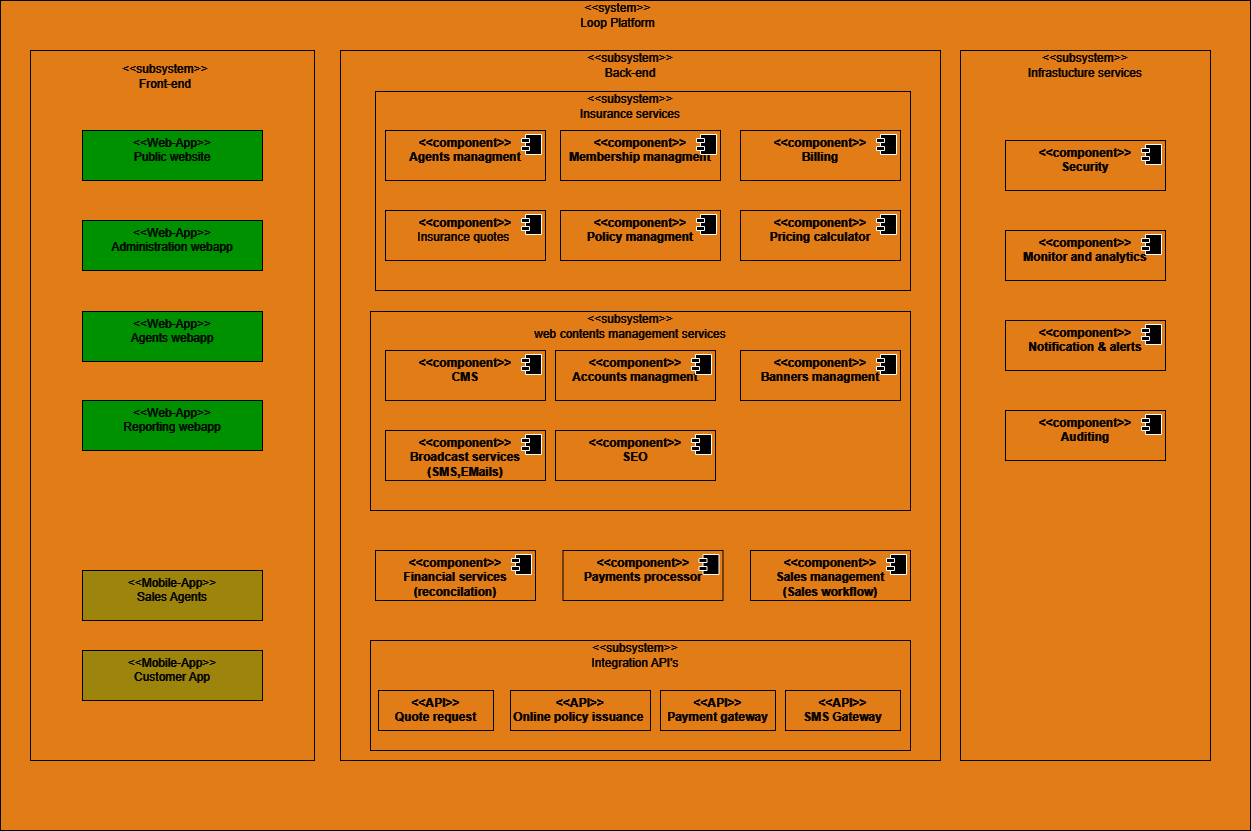 <<system>>
Loop Platform
<<subsystem>>
Front-end
<<Web-App>>
Public website
<<Web-App>>
Administration webapp
<<Web-App>>
Agents webapp
<<Web-App>>
Reporting webapp
<<Mobile-App>>
Sales Agents
<<Mobile-App>>
Customer App
<<subsystem>>
Back-end
<<subsystem>>
Insurance services
<<component>>
Agents managment
<<component>>
Membership managment
<<component>>
Billing
<<component>>
Insurance quotes
<<component>>
Policy managment
<<component>>
Pricing calculator
<<subsystem>>
web contents management services
<<component>>
CMS
<<component>>
Accounts managment
<<component>>
Banners managment
<<component>>
Broadcast services
(SMS,EMails)
<<component>>
SEO
<<component>>
Financial services
(reconcilation)
<<component>>
Payments processor
<<component>>
Sales management
(Sales workflow)
<<subsystem>>
Integration API's
<<API>>
Quote request
<<API>>
Online policy issuance
<<API>>
Payment gateway
<<API>>
SMS Gateway
<<subsystem>>
Infrastucture services
<<component>>
Security
<<component>>
Monitor and analytics
<<component>>
Notification & alerts
<<component>>
Auditing